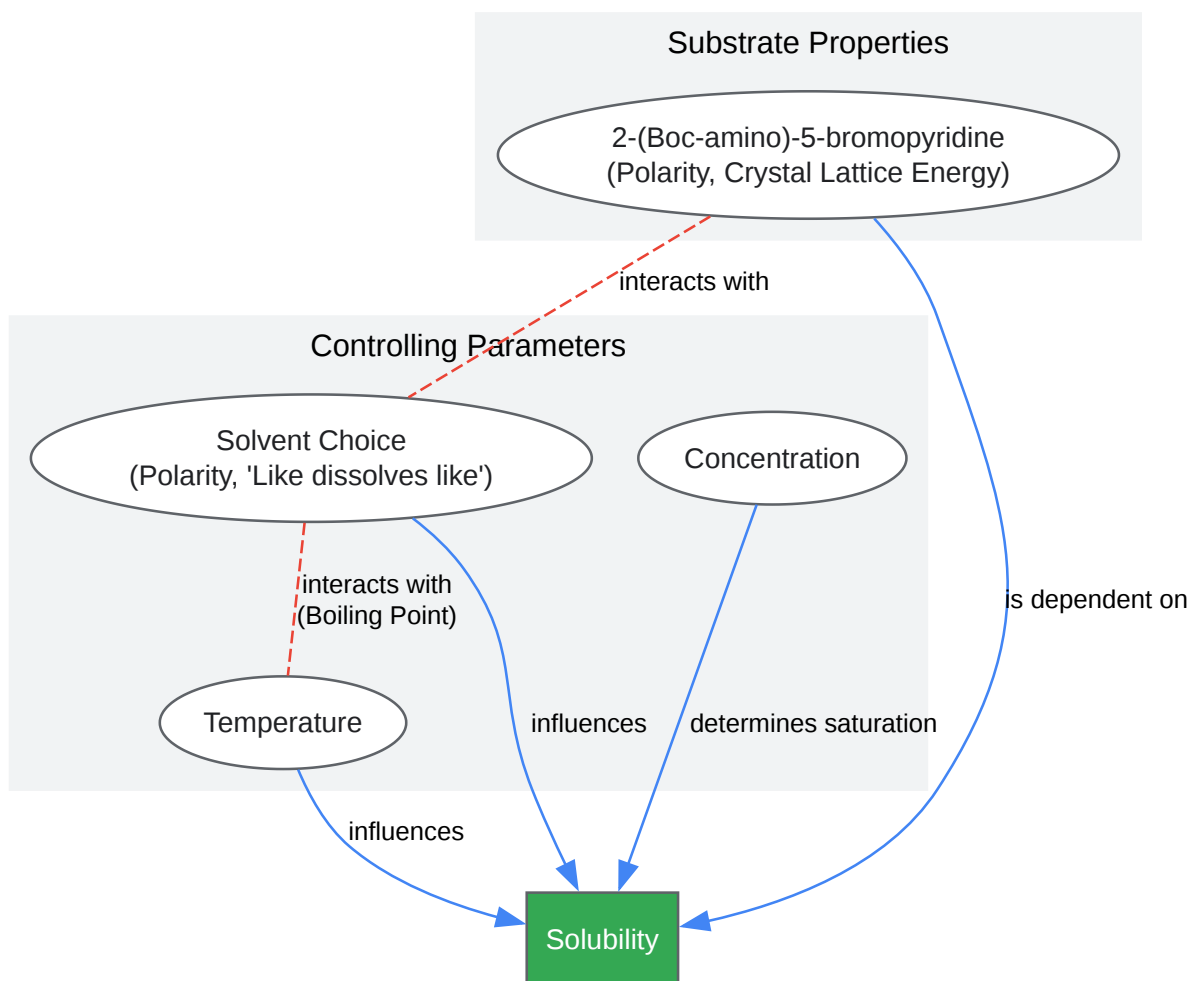 Substrate Properties
2-(Boc-amino)-5-bromopyridine
(Polarity, Crystal Lattice Energy)
interacts with
Controlling Parameters
Solvent Choice
(Polarity, 'Like dissolves like')
Concentration
interacts with
(Boiling Point)
is dependent on
Temperature
influences
determines saturation
influences
Solubility